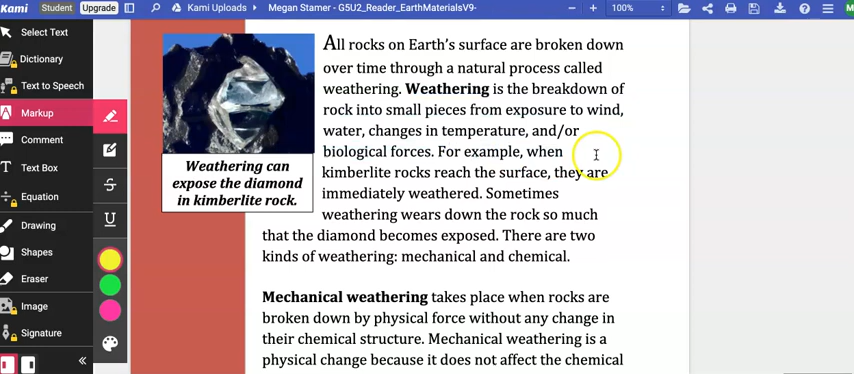 Kami Student Upgrade Kami Uploads Megan Stamer - G5U2_Reader_EarthMaterialsV9- 100%
Select Text
Dictionary
Text to Speech
Markup
Comment
Text Box
Equation
Drawing
Shapes
Eraser
Image
Signature
Weathering can
expose the diamond
in kimberlite rock.
All rocks on Earth's surface are broken down
over time through a natural process called
weathering. Weathering is the breakdown of
rock into small pieces from exposure to wind,
water, changes in temperature, and/or
biological forces. For example, when
kimberlite rocks reach the surface, they are
immediately weathered. Sometimes
weathering wears down the rock so much
that the diamond becomes exposed. There are two
kinds of weathering: mechanical and chemical.
Mechanical weathering takes place when rocks are
broken down by physical force without any change in
their chemical structure. Mechanical weathering is a
physical change because it does not affect the chemical